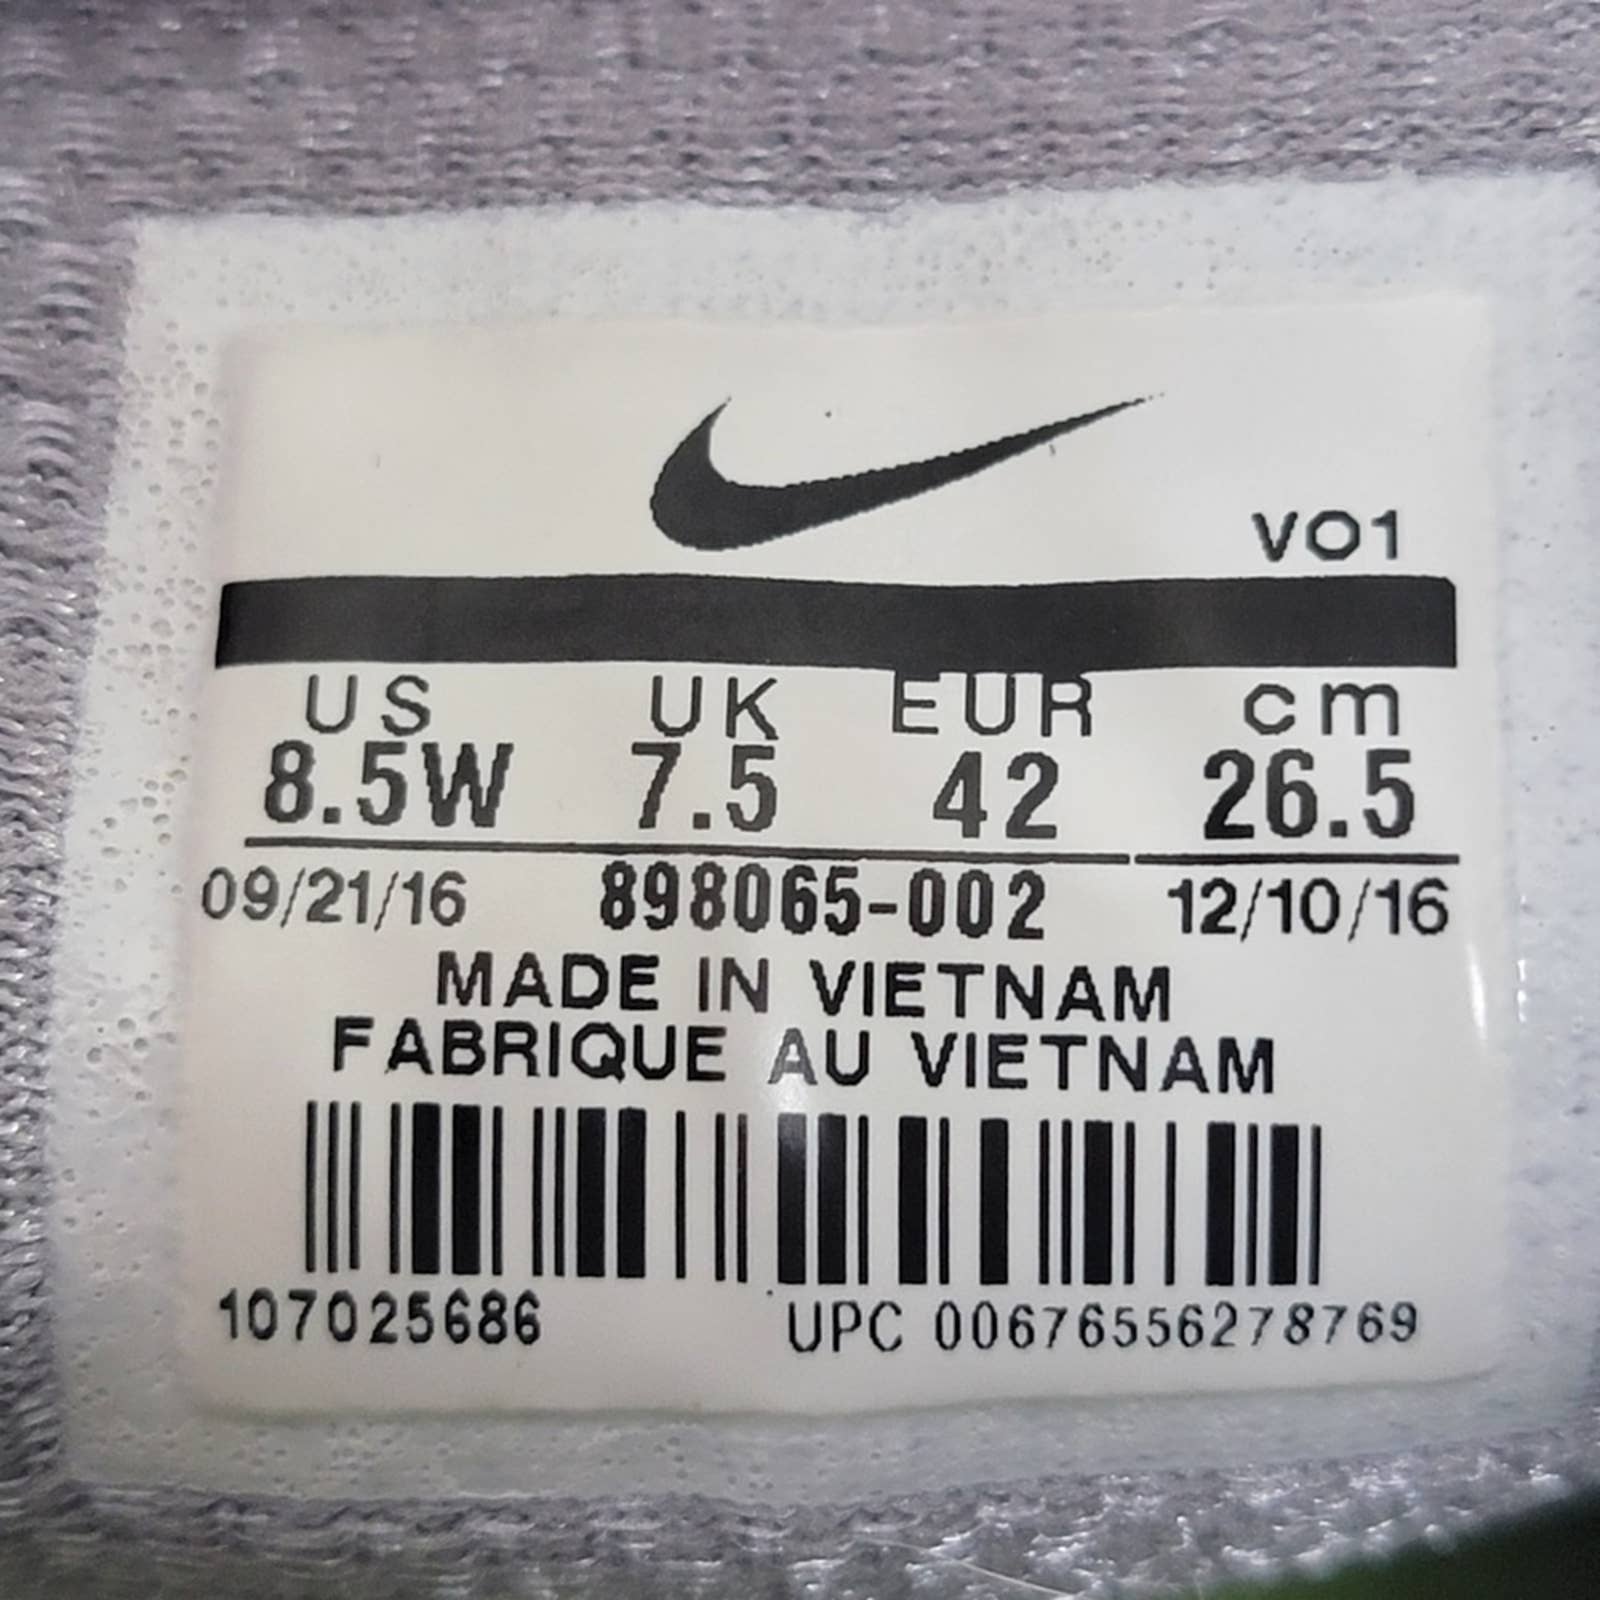 VO1
US UK EUR cm
8.5W 7.5 42 26.5
09/21/16 898065-002 12/10/16
MADE IN VIETNAM
FABRIQUE AU VIETNAM
107025686 UPC 00676556278769